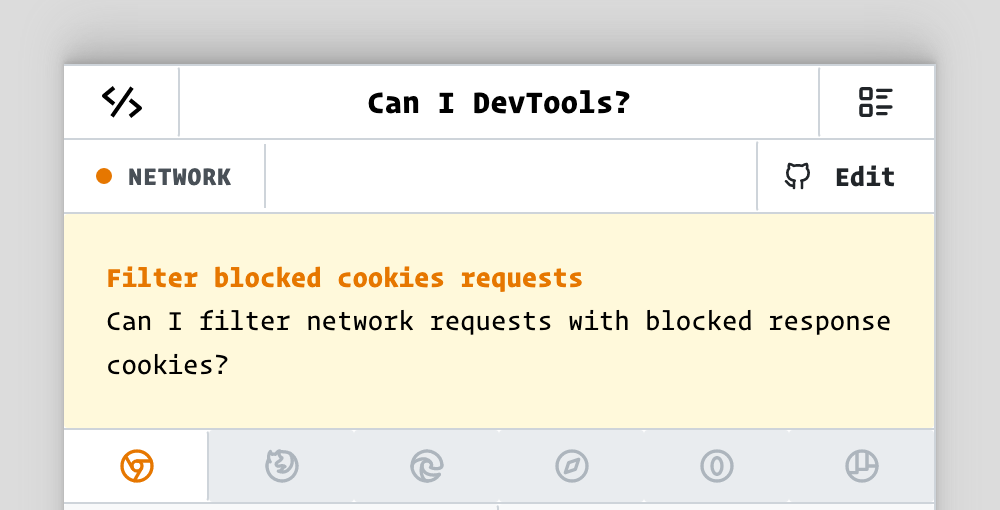 Can I DevTools?
NETWORK
Edit
Filter blocked cookies requests
Can I filter network requests with blocked response
cookies?